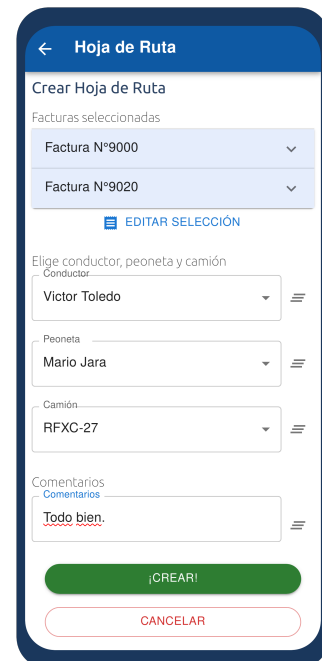 Hoja de Ruta
Crear Hoja de Ruta
Facturas seleccionadas
Factura N°9000
Factura N°9020
EDITAR SELECCIÓN
Elige conductor, peoneta y camión
Conductor
Victor Toledo
Peoneta
Mario Jara
Camión
RFXC-27
Comentarios
Comentarios
Todo bien.
¡CREAR!
CANCELAR